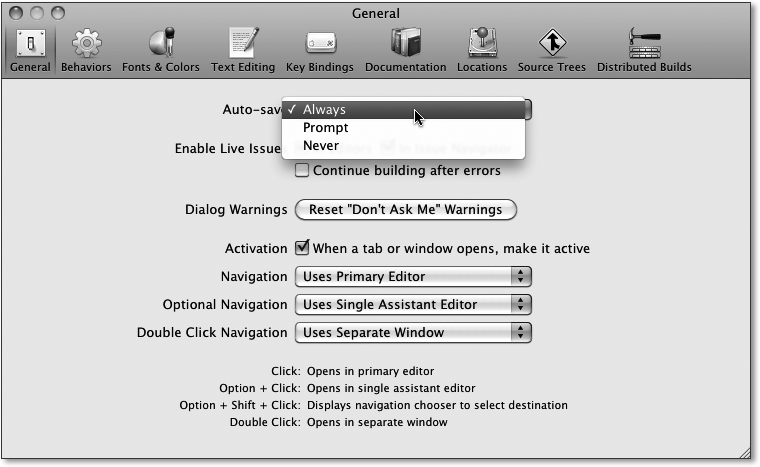 General
General Behaviors Fonts & Colors Text Editing Key Bindings Documentation Locations Source Trees Distributed Builds
Auto-sav ✓ Always
Prompt
Never
Enable Live Issue In Issue Navigator
Continue building after errors
Dialog Warnings Reset "Don't Ask Me" Warnings
Activation When a tab or window opens, make it active
Navigation Uses Primary Editor
Optional Navigation Uses Single Assistant Editor
Double Click Navigation Uses Separate Window
Click: Opens in primary editor
Option + Click: Opens in single assistant editor
Option + Shift + Click: Displays navigation chooser to select destination
Double Click: Opens in separate window